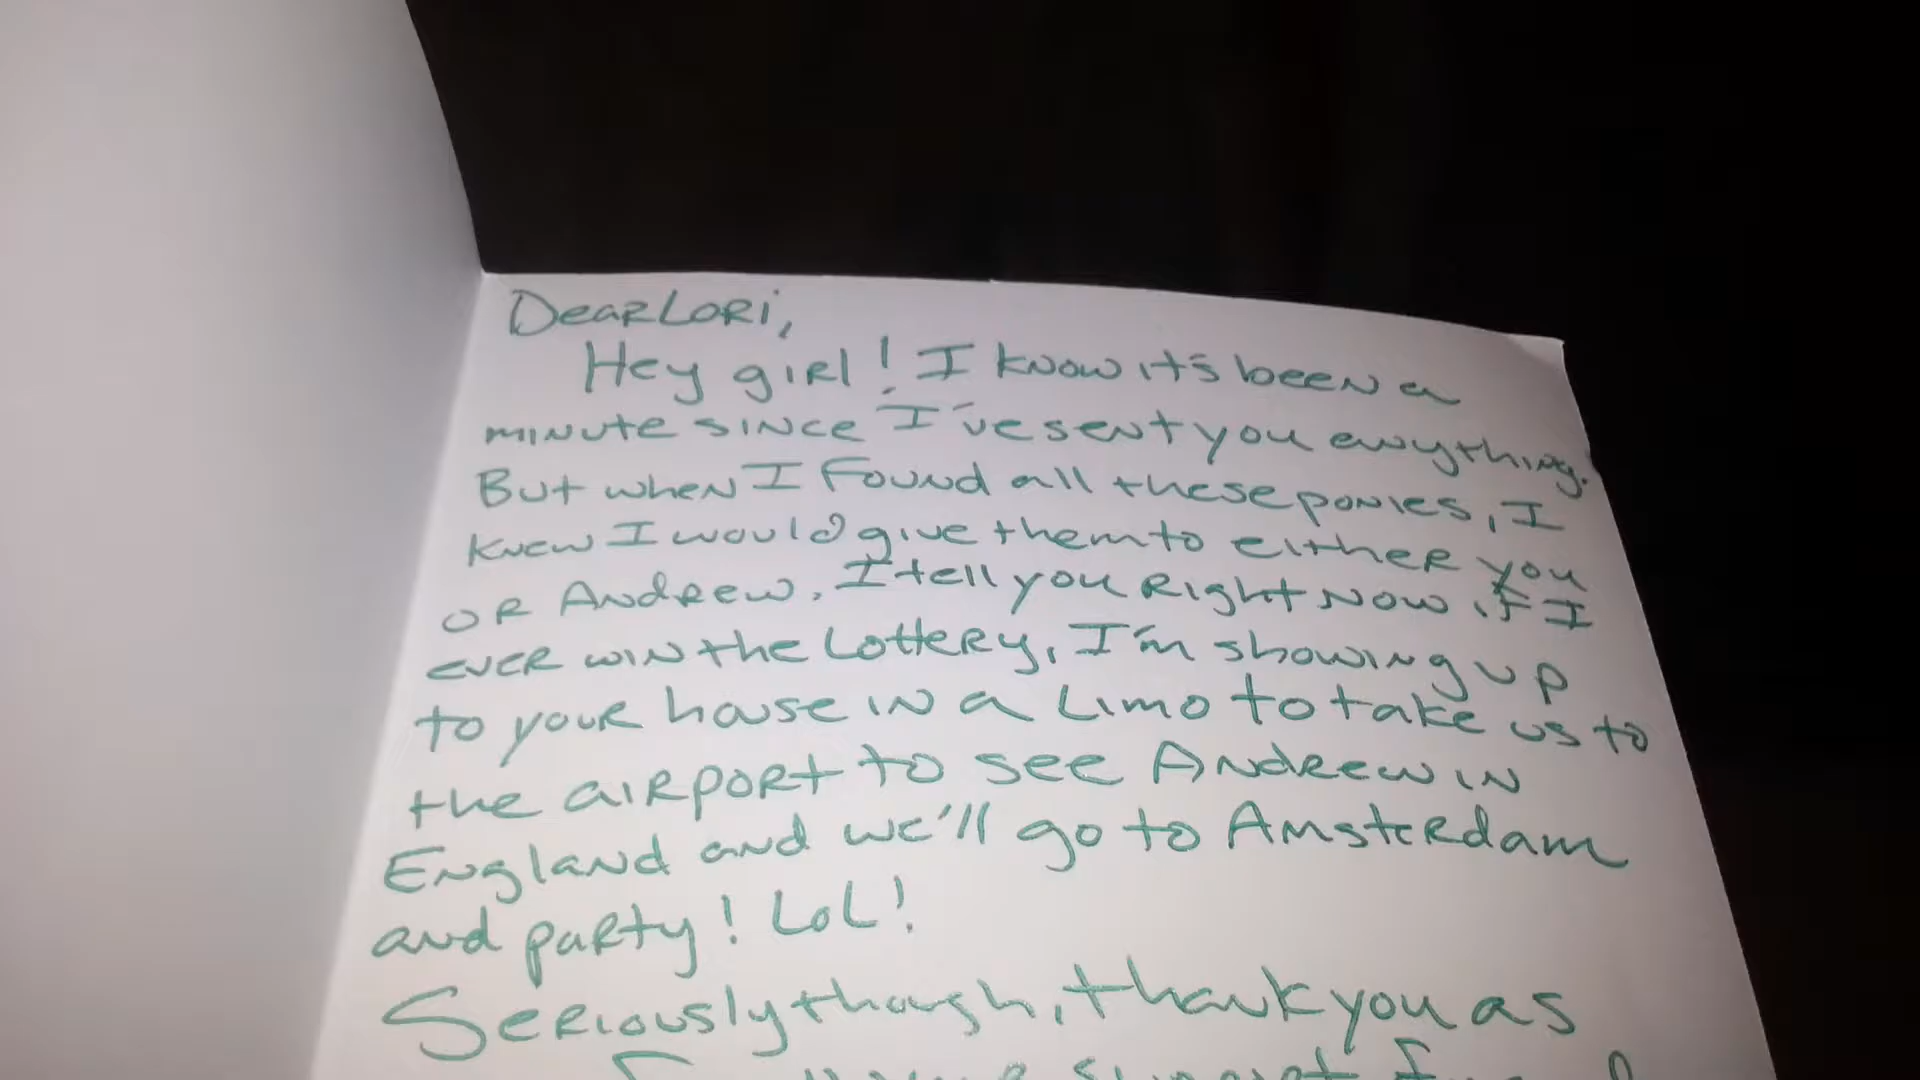 Dear Lori,
Hey girl! I know it's been a
minute since I've sent you anything.
But when I found all these ponies, I
knew I would give them to either you
or Andrew. I tell you right now if I
ever win the lottery, I'm showing up
to your house in a limo to take us to
the airport to see Andrew in
England and we'll go to Amsterdam
and party! LoL!
Seriously though, thank you as
support